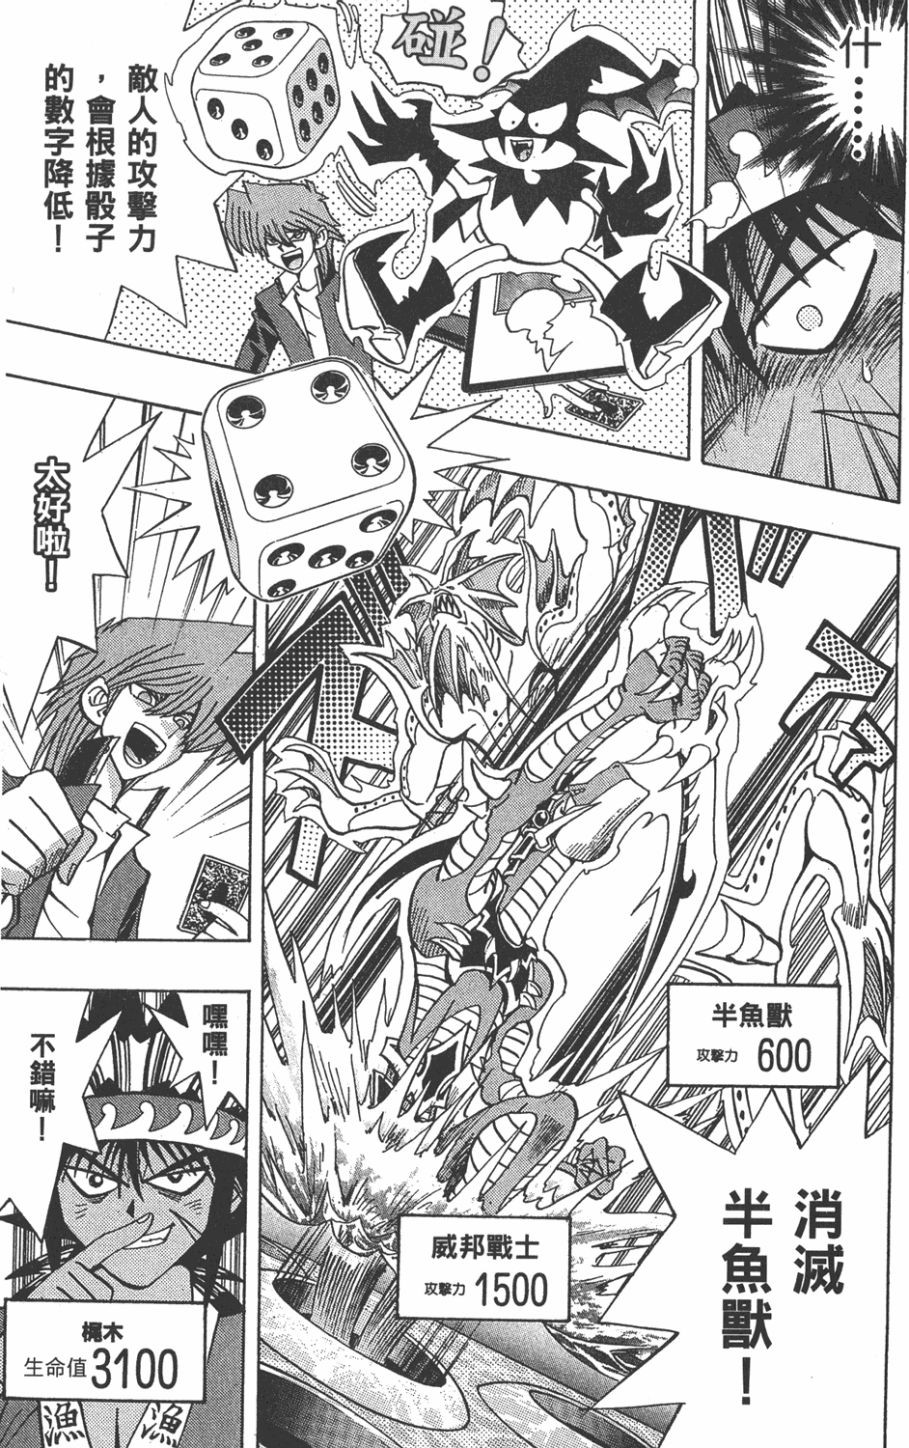 什……
碰！
敵人的攻擊力
，會根據骰子
的數字降低！
太好啦！
半魚獸
攻擊力 600
消滅
半魚獸！
威邦戰士
攻擊力 1500
嘿嘿！
不錯嘛！
梶木
生命值 3100
漁
漁